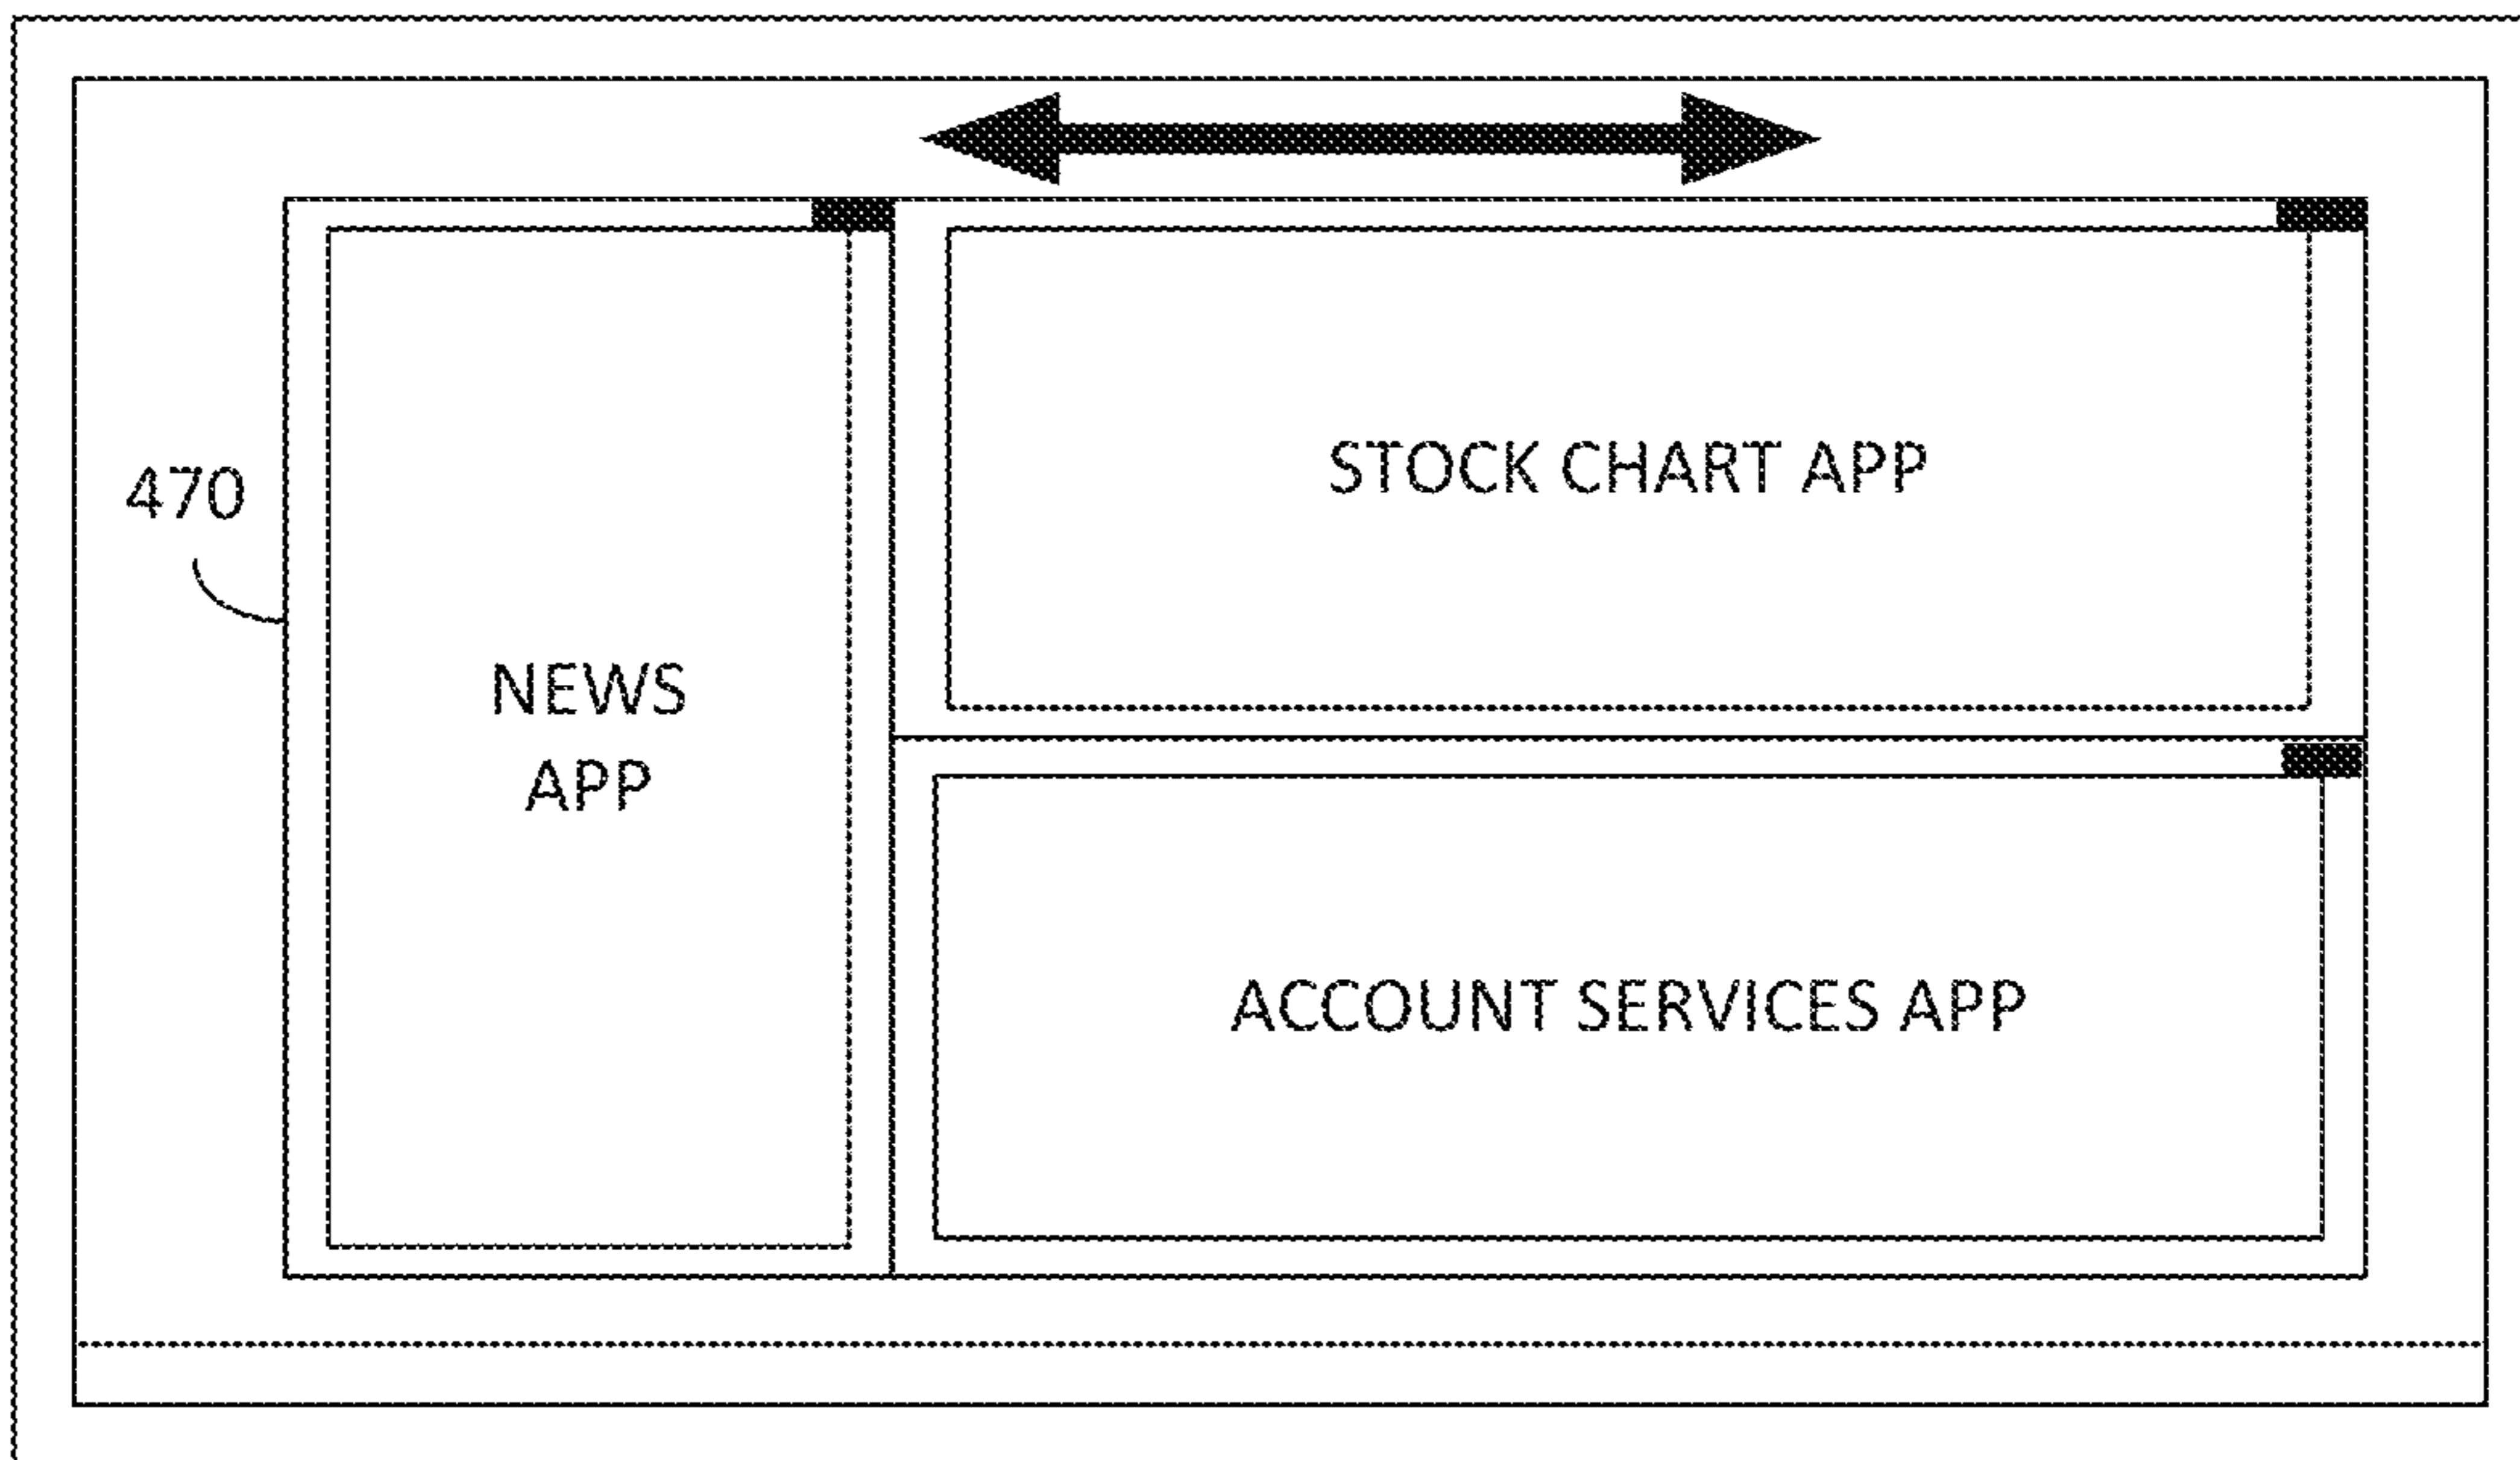 470
NEWS
APP
STOCK CHART APP
ACCOUNT SERVICES APP